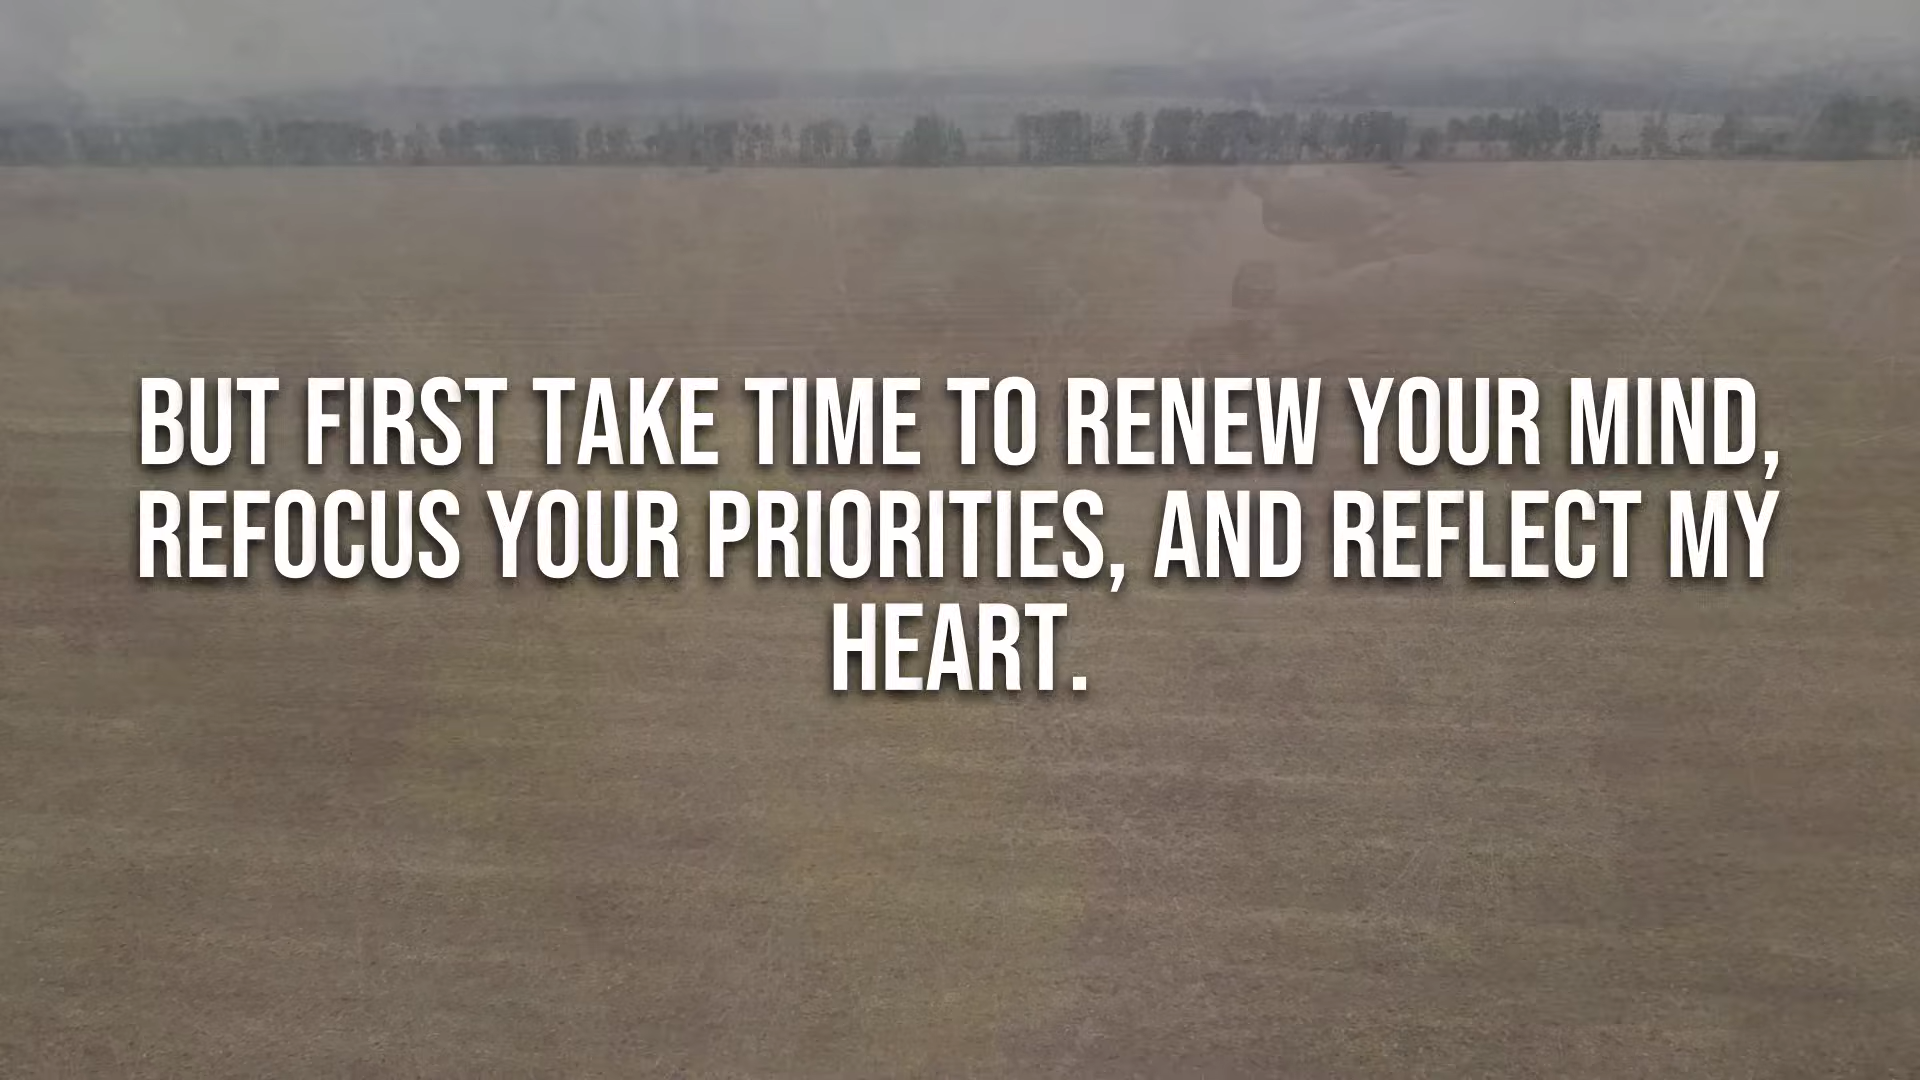 BUT FIRST TAKE TIME TO RENEW YOUR MIND,
REFOCUS YOUR PRIORITIES, AND REFLECT MY
HEART.